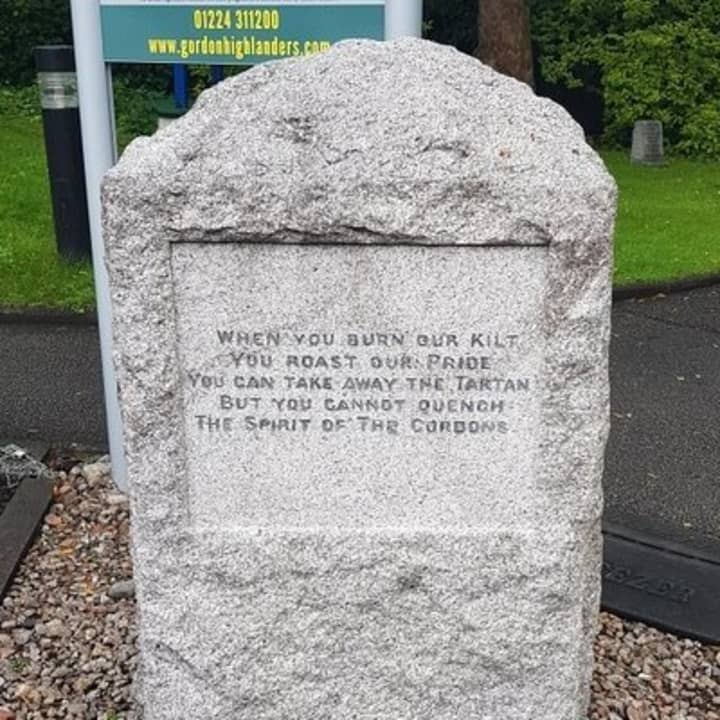 01224 311200
www.gordonhighlanders.com
WHEN YOU BURN OUR KILT
YOU ROAST OUR PRIDE
YOU CAN TAKE AWAY THE TARTAN
BUT YOU CANNOT QUENCH
THE SPIRIT OF THE GORDONS